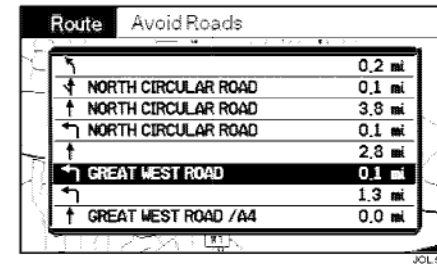 Route Avoid Roads
0.2 mi
NORTH CIRCULAR ROAD 0.1 mi
NORTH CIRCULAR ROAD 3.8 mi
NORTH CIRCULAR ROAD 0.1 mi
2.8 mi
GREAT WEST ROAD 0.1 mi
1.3 mi
GREAT WEST ROAD /A4 0.0 mi